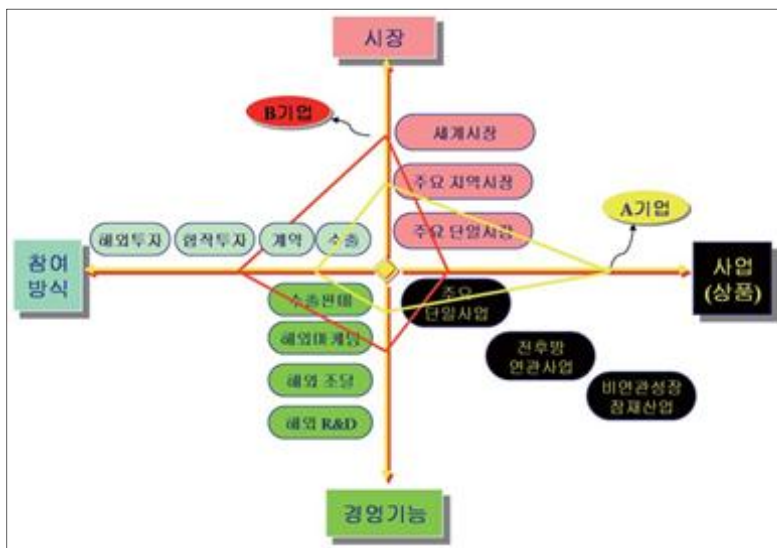 시장
B기업
세계시장
주요 지역시장
A기업
주요 단일시장
해외투자
합작투자
계약
수출
참여
방식
사업
(상품)
수출판매
주요
단일사업
해외마케팅
전후방
연관사업
해외 조달
비연관성장
잠재산업
해외 R&D
경영기능